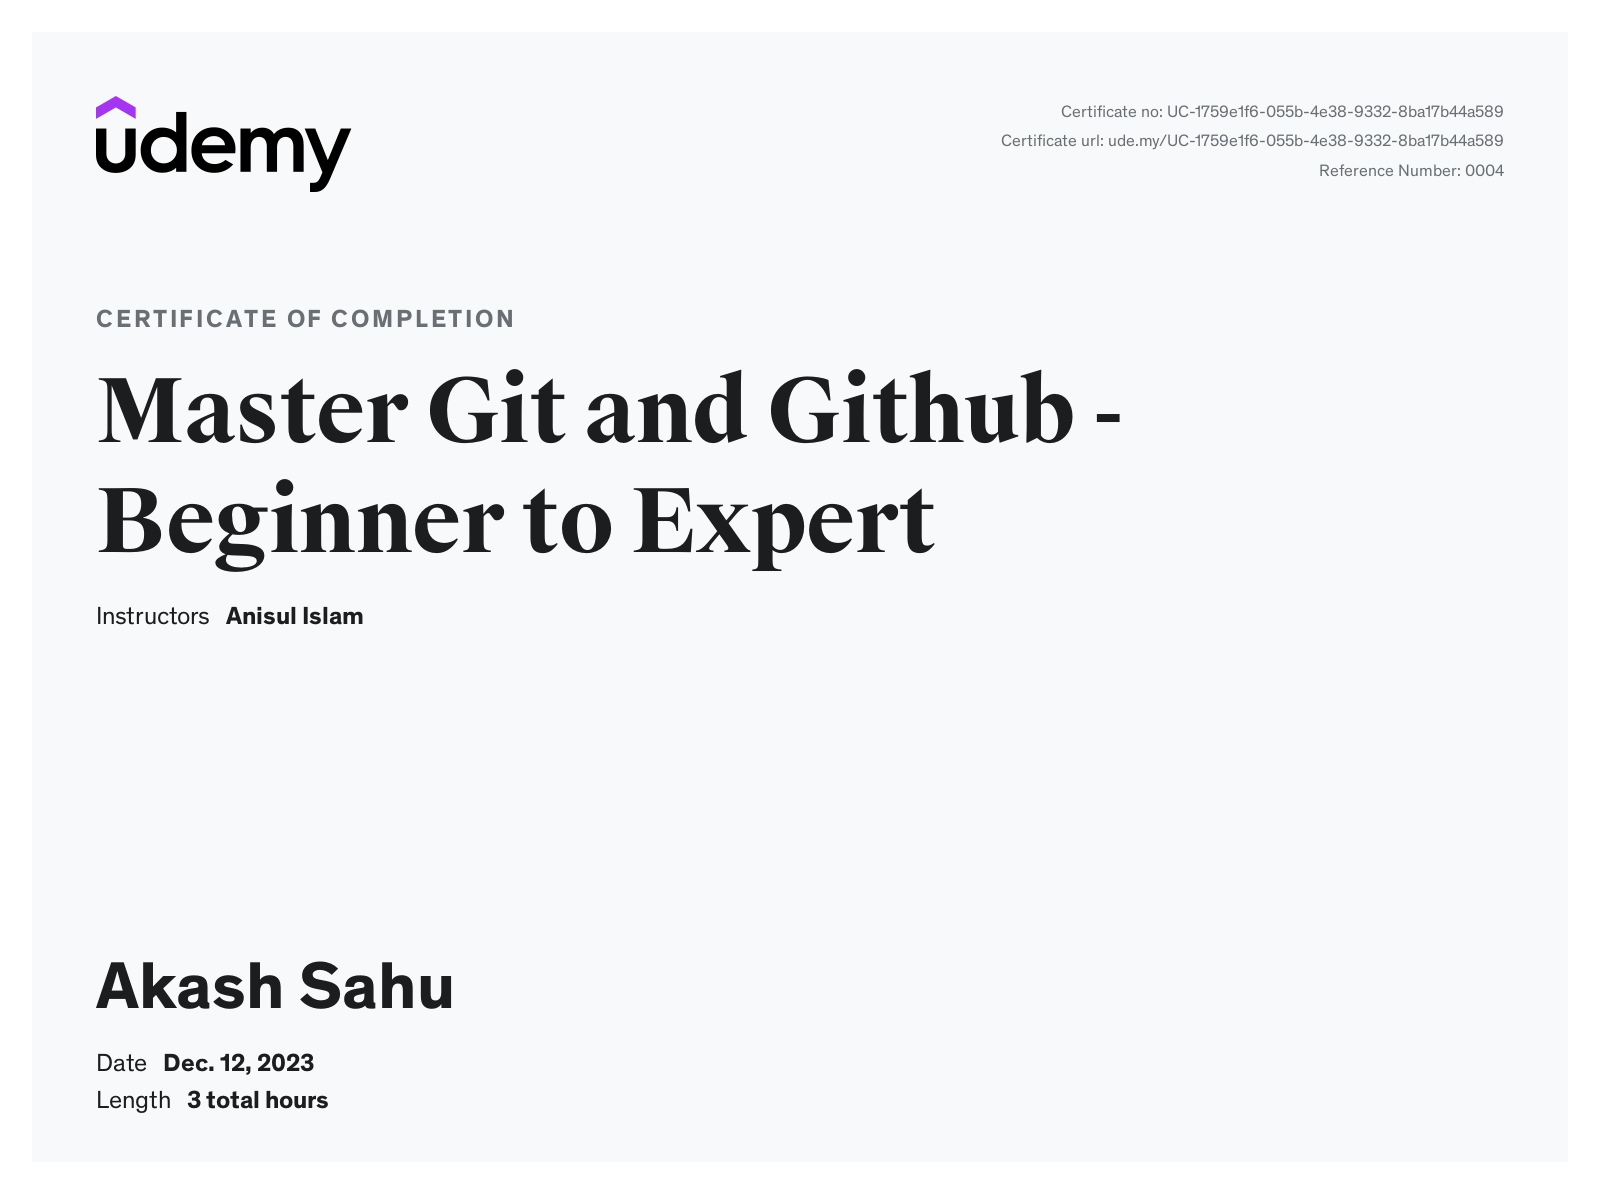 udemy
Certificate no: UC-1759e1f6-055b-4e38-9332-8ba17b44a589
Certificate url: ude.my/UC-1759e1f6-055b-4e38-9332-8ba17b44a589
Reference Number: 0004
CERTIFICATE OF COMPLETION
Master Git and Github -
Beginner to Expert
Instructors Anisul Islam
Akash Sahu
Date Dec. 12, 2023
Length 3 total hours